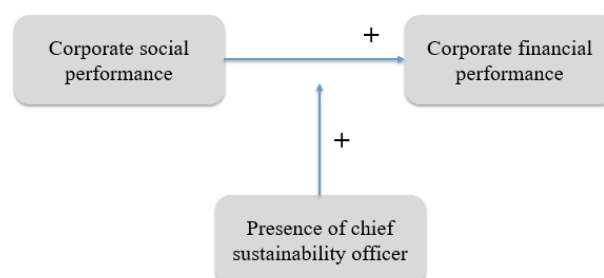 +
Corporate social
performance
Corporate financial
performance
+
Presence of chief
sustainability officer